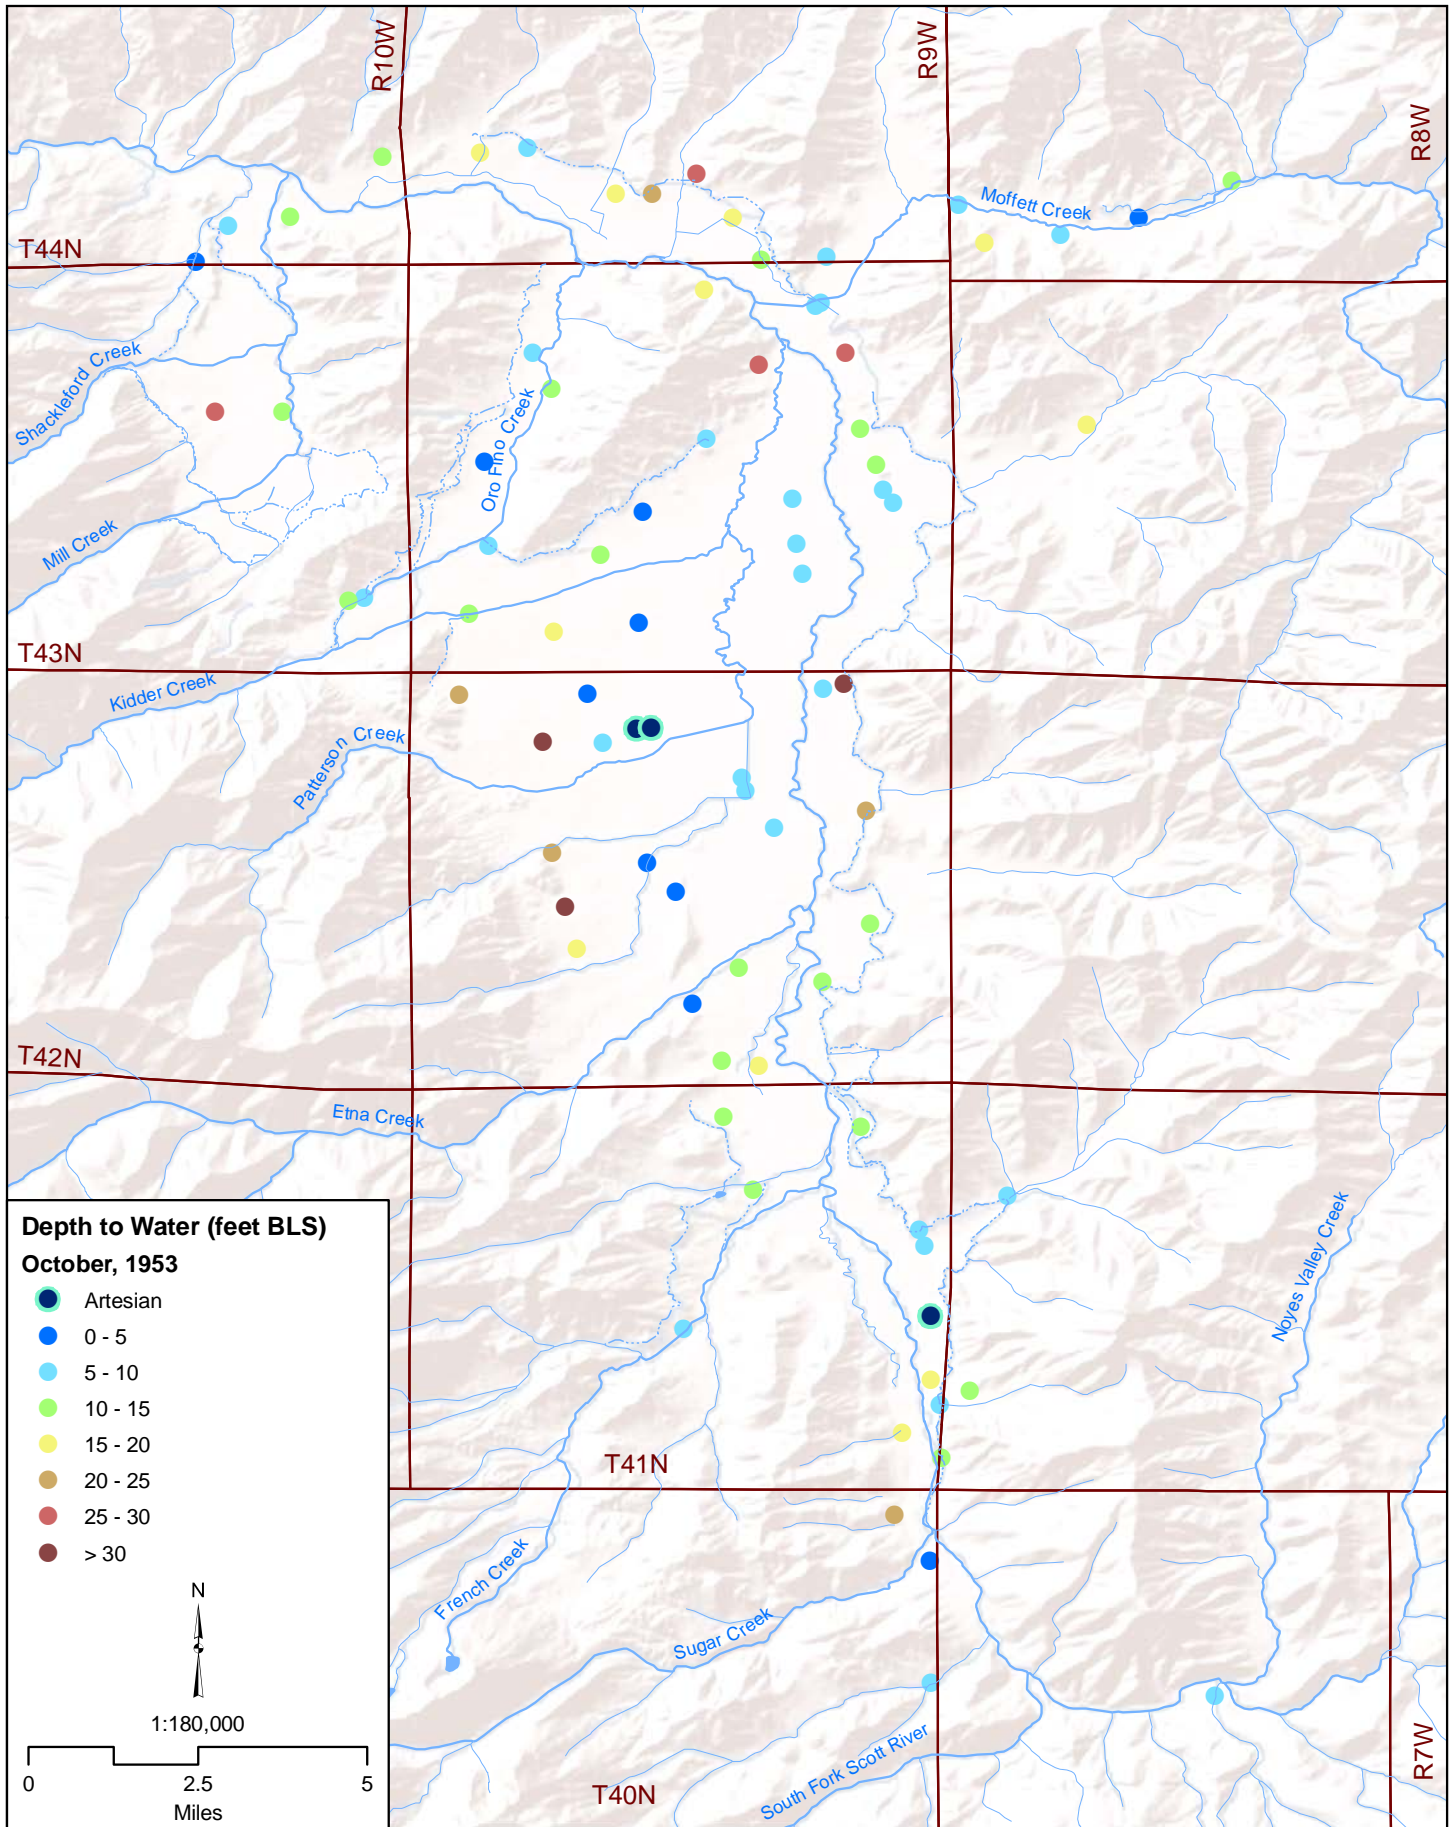 R10W
R9W
R8W
Moffett Creek
T44N
Shackleford Creek
Oro Fino Creek
Mill Creek
T43N
Kidder Creek
Patterson Creek
T42N
Etna Creek
Noyes Valley Creek
Depth to Water (feet BLS)
October, 1953
Artesian
0 - 5
5 - 10
10 - 15
15 - 20
20 - 25
25 - 30
> 30
N
1:180,000
0 2.5 5
Miles
T41N
French Creek
Sugar Creek
South Fork Scott River
T40N
R7W